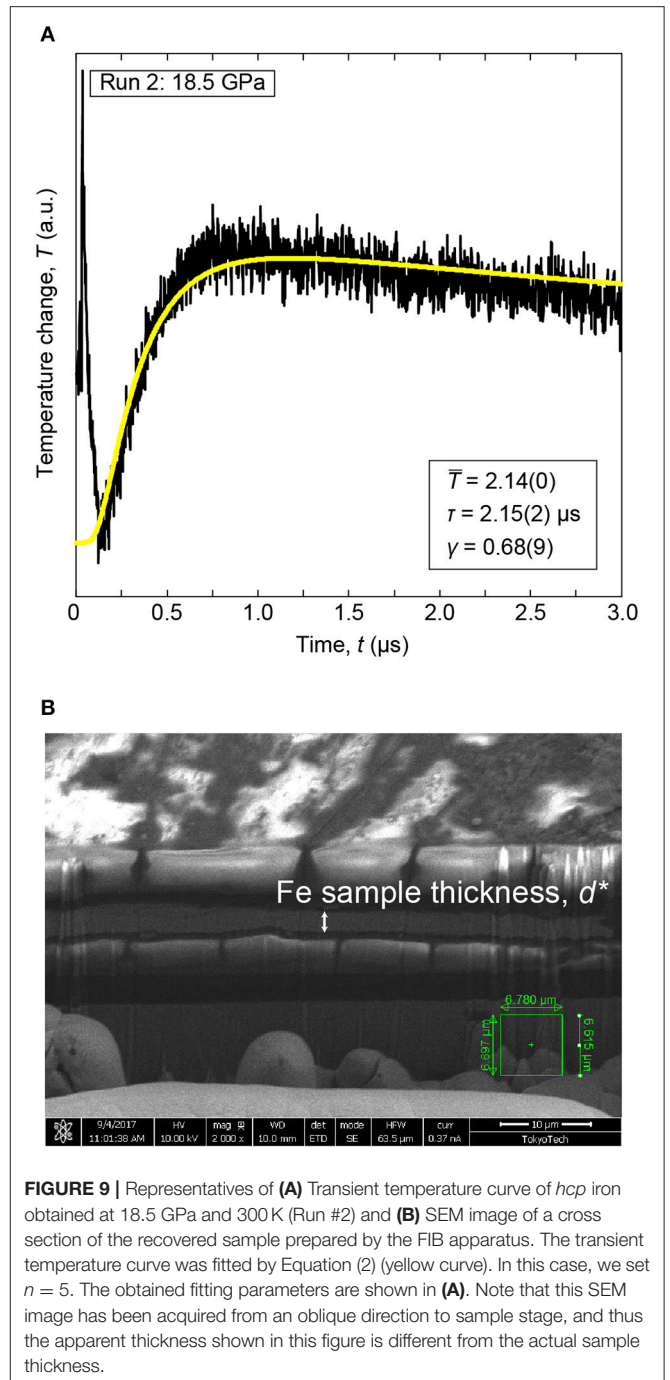 A
Run 2: 18.5 GPa
Temperature change, T (a.u.)
T̿ = 2.14(0)
τ = 2.15(2) μs
γ = 0.68(9)
0 0.5 1.0 1.5 2.0 2.5 3.0
Time, t (μs)
B
Fe sample thickness, d*
6.780 μm
6.697 μm
6.615 μm
9/4/2017 HV mag WD det mode HFW curr 10 μm
11:01:38 AM 10.00 kV 2 000 x 10.0 mm ETD SE 63.5 μm 0.37 nA TokyoTech
FIGURE 9 | Representatives of (A) Transient temperature curve of hcp iron
obtained at 18.5 GPa and 300 K (Run #2) and (B) SEM image of a cross
section of the recovered sample prepared by the FIB apparatus. The transient
temperature curve was fitted by Equation (2) (yellow curve). In this case, we set
n = 5. The obtained fitting parameters are shown in (A). Note that this SEM
image has been acquired from an oblique direction to sample stage, and thus
the apparent thickness shown in this figure is different from the actual sample
thickness.